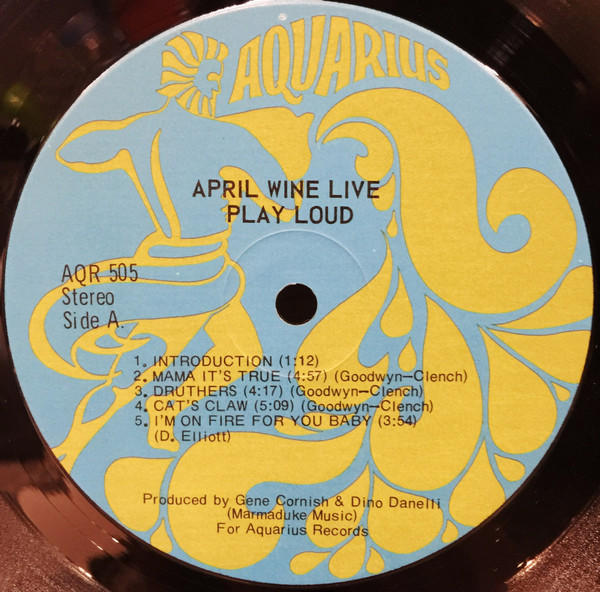 AQUARIUS
APRIL WINE LIVE
PLAY LOUD
AQR 505
Stereo
Side A.
1. INTRODUCTION (1:12)
2. MAMA IT'S TRUE (4:57) (Goodwyn—Clench)
3. DRUTHERS (4:17) (Goodwyn—Clench)
4. CAT'S CLAW (5:09) (Goodwyn—Clench)
5. I'M ON FIRE FOR YOU BABY (3:54)
(D. Elliott)
Produced by Gene Cornish & Dino Danelli
(Marmaduke Music)
For Aquarius Records